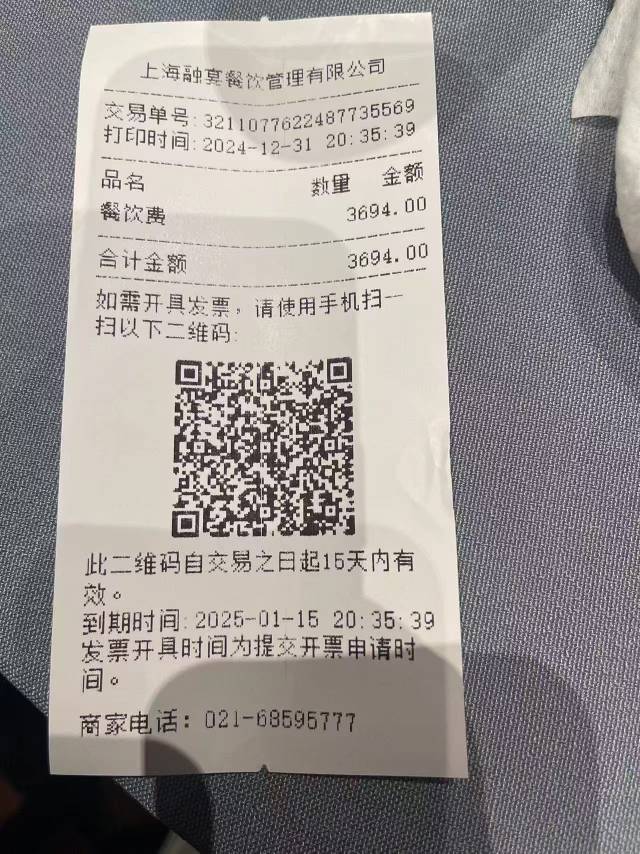 上海融宴餐饮管理有限公司
交易单号:3211077622487735569
打印时间:2024-12-31 20:35:39
品名 数量 金额
餐饮费 3694.00
合计金额 3694.00
如需开具发票，请使用手机扫一
扫以下二维码:
此二维码自交易之日起15天内有
效。
到期时间:2025-01-15 20:35:39
发票开具时间为提交开票申请时
间。
商家电话：021-68595777